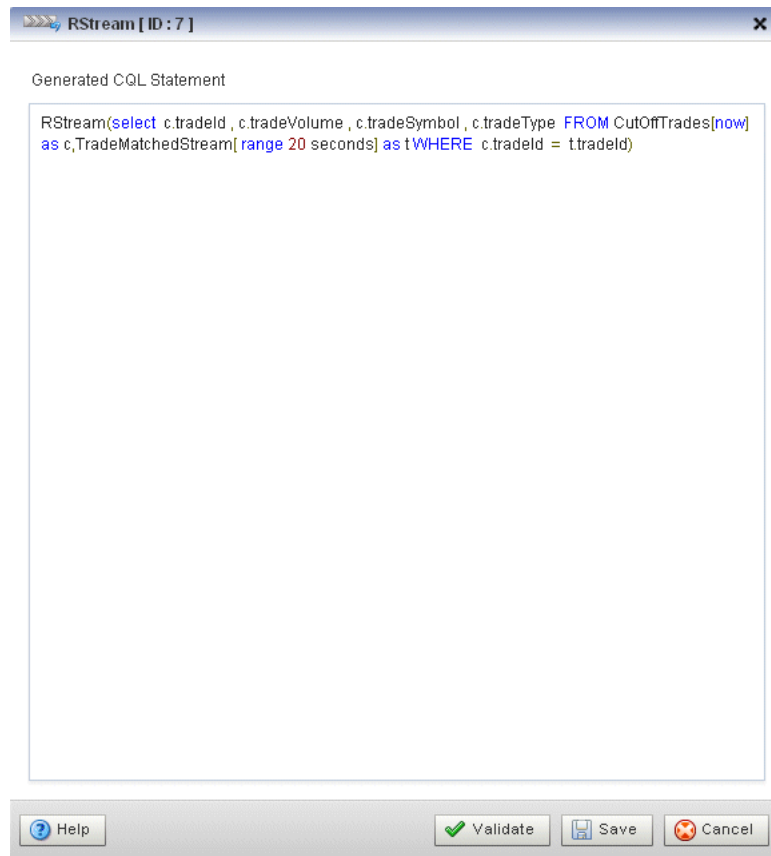 RStream [ ID : 7 ]
Generated CQL Statement
RStream(select c.tradeId , c.tradeVolume , c.tradeSymbol , c.tradeType FROM CutOffTrades[now]
as c,TradeMatchedStream[ range 20 seconds] as t WHERE c.tradeId = t.tradeId)
Help Validate Save Cancel